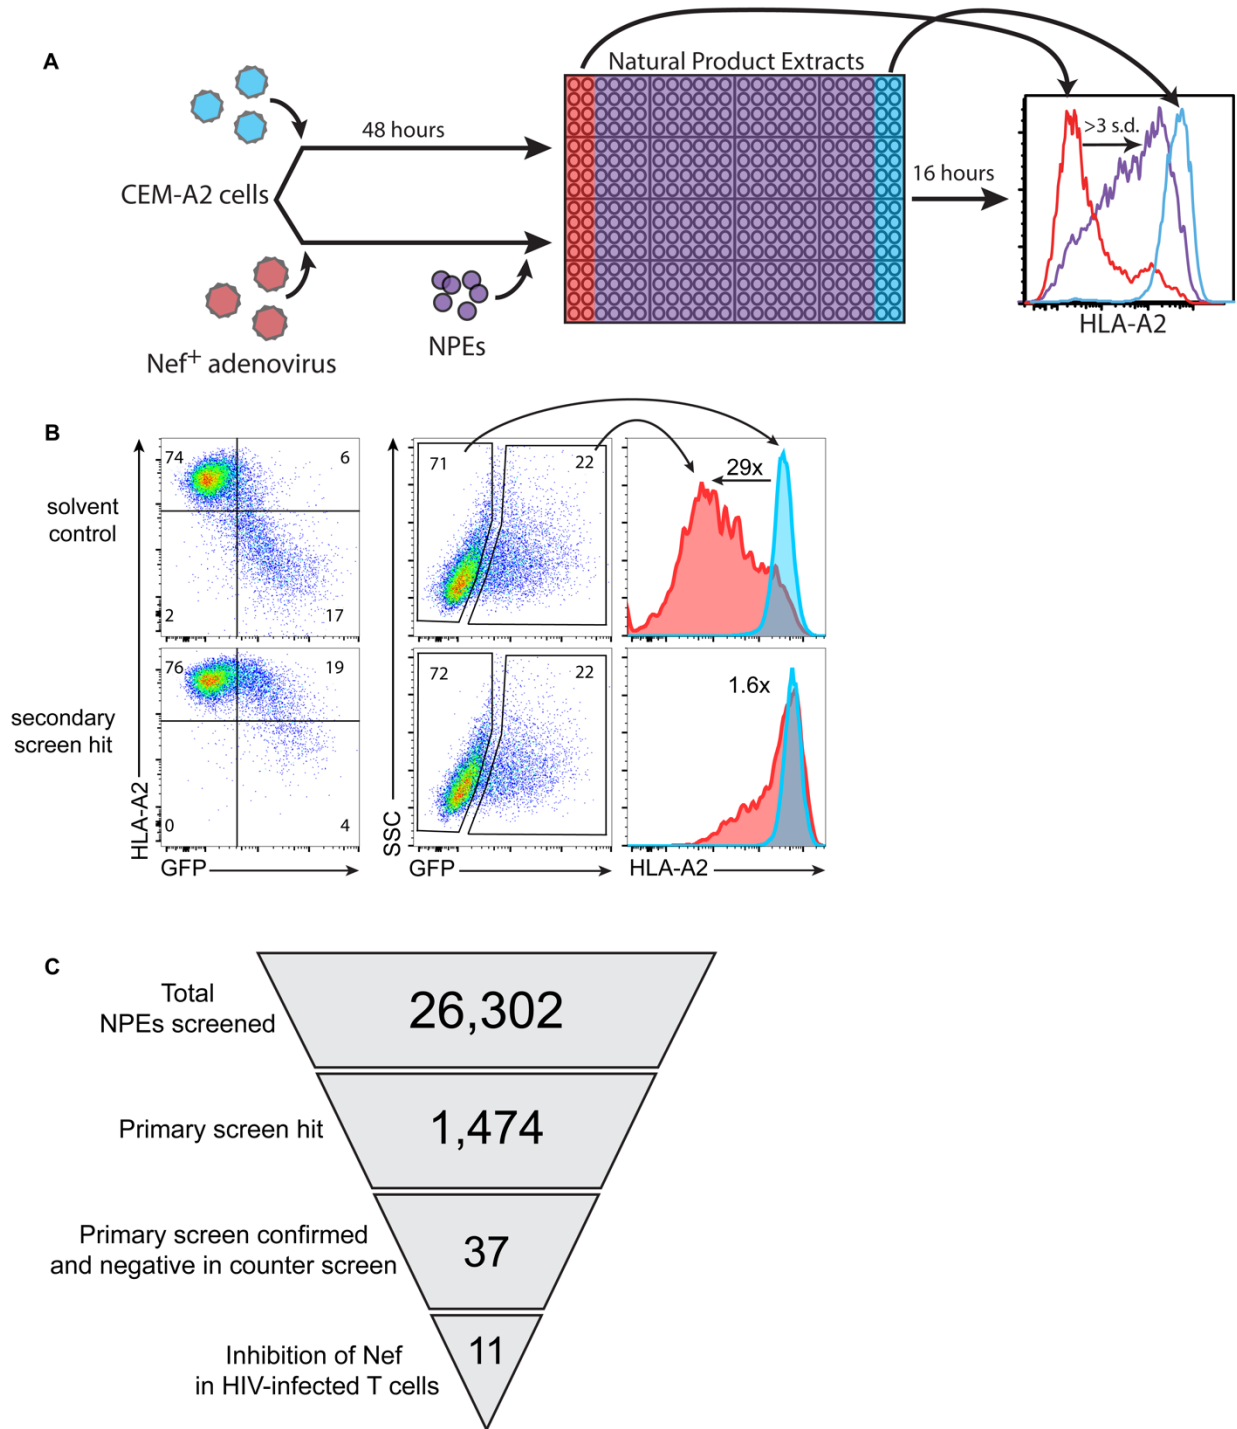 A
Natural Product Extracts
48 hours
CEM-A2 cells
>3 s.d.
16 hours
NPEs
Nef+ adenovirus
HLA-A2
B
solvent
control
74
6
2
17
71
22
29x
secondary
screen hit
76
19
0
4
72
22
1.6x
HLA-A2
GFP
SSC
GFP
HLA-A2
C
Total
NPEs screened
26,302
Primary screen hit
1,474
Primary screen confirmed
and negative in counter screen
37
Inhibition of Nef
in HIV-infected T cells
11